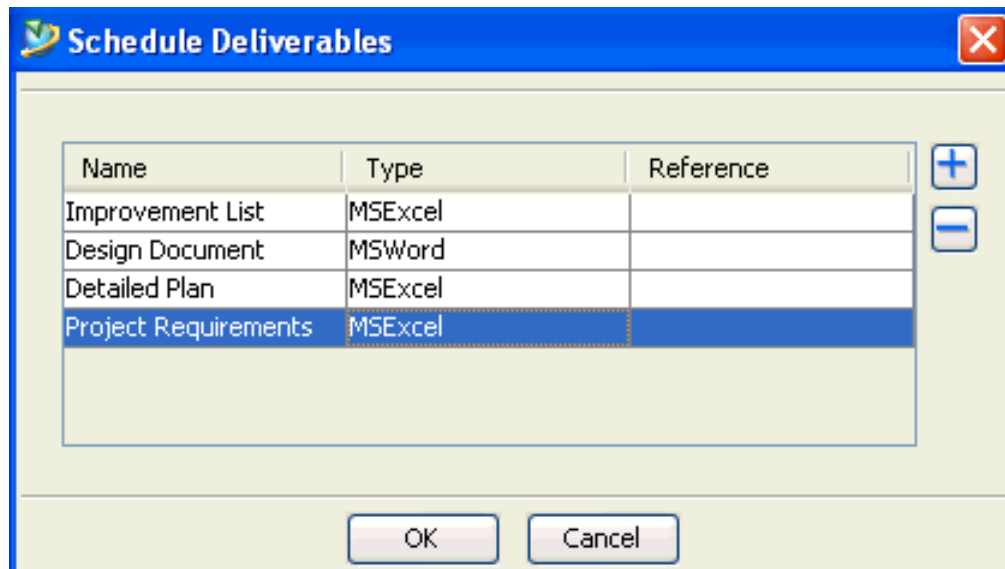 Schedule Deliverables
Name Type Reference
Improvement List MSExcel
Design Document MSWord
Detailed Plan MSExcel
Project Requirements MSExcel
OK Cancel